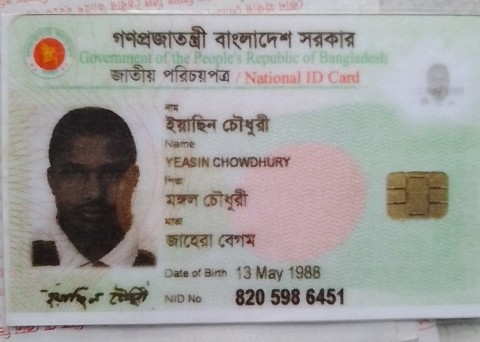 গণপ্রজাতন্ত্রী বাংলাদেশ সরকার
Government of the People's Republic of Bangladesh
জাতীয় পরিচয়পত্র / National ID Card
নাম
ইয়াছিন চৌধুরী
Name
YEASIN CHOWDHURY
পিতা
মঙ্গল চৌধুরী
মাতা
জাহেরা বেগম
Date of Birth 13 May 1988
NID No 820 598 6451
ইয়াছিন চৌধুরী